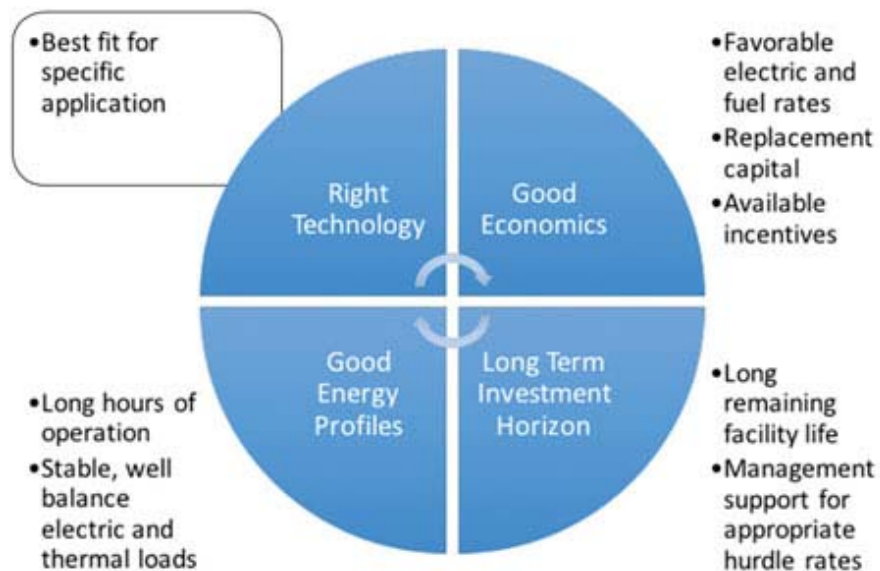 •Best fit for
specific
application
Right
Technology
Good
Economics
•Favorable
electric and
fuel rates
•Replacement
capital
•Available
incentives
•Long hours of
operation
•Stable, well
balance
electric and
thermal loads
Good
Energy
Profiles
Long Term
Investment
Horizon
•Long
remaining
facility life
•Management
support for
appropriate
hurdle rates